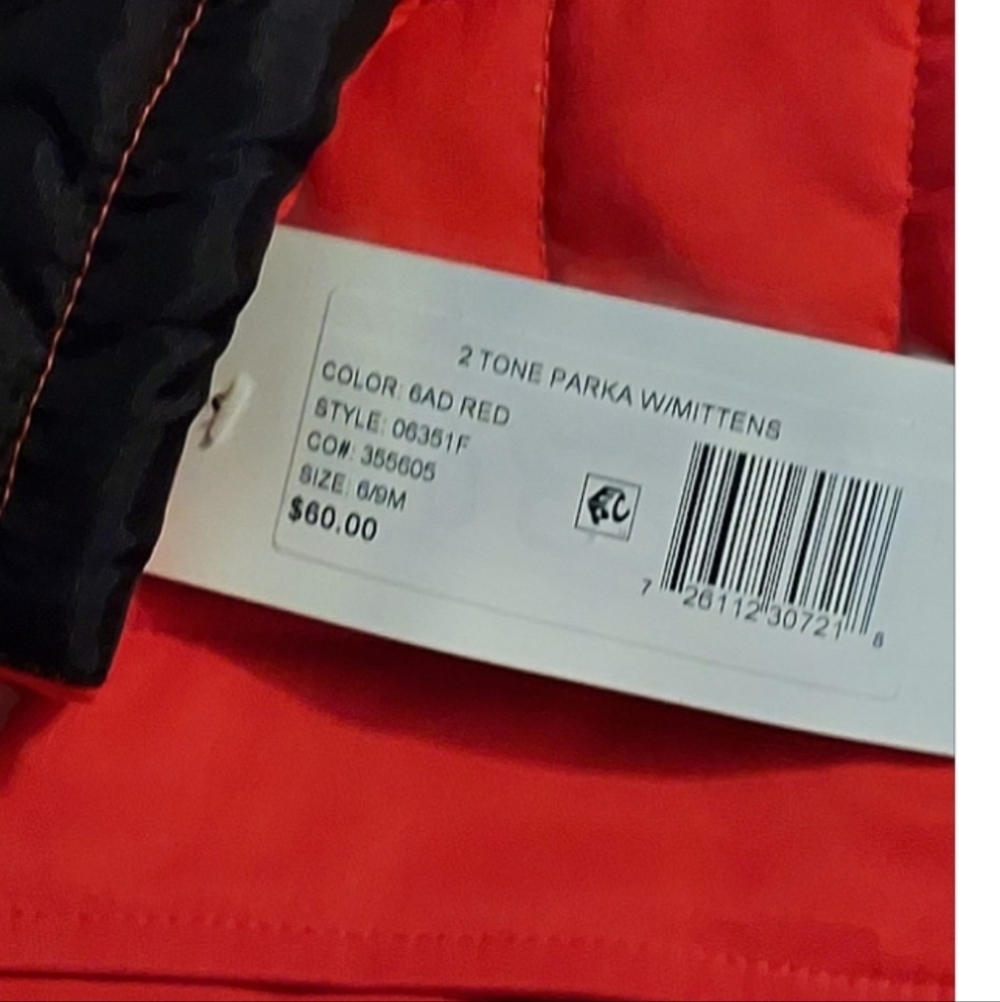 2 TONE PARKA W/MITTENS
COLOR: 6AD RED
STYLE: 06351F
CO#: 355605
SIZE: 6/9M
$60.00
7 26112 30721 8